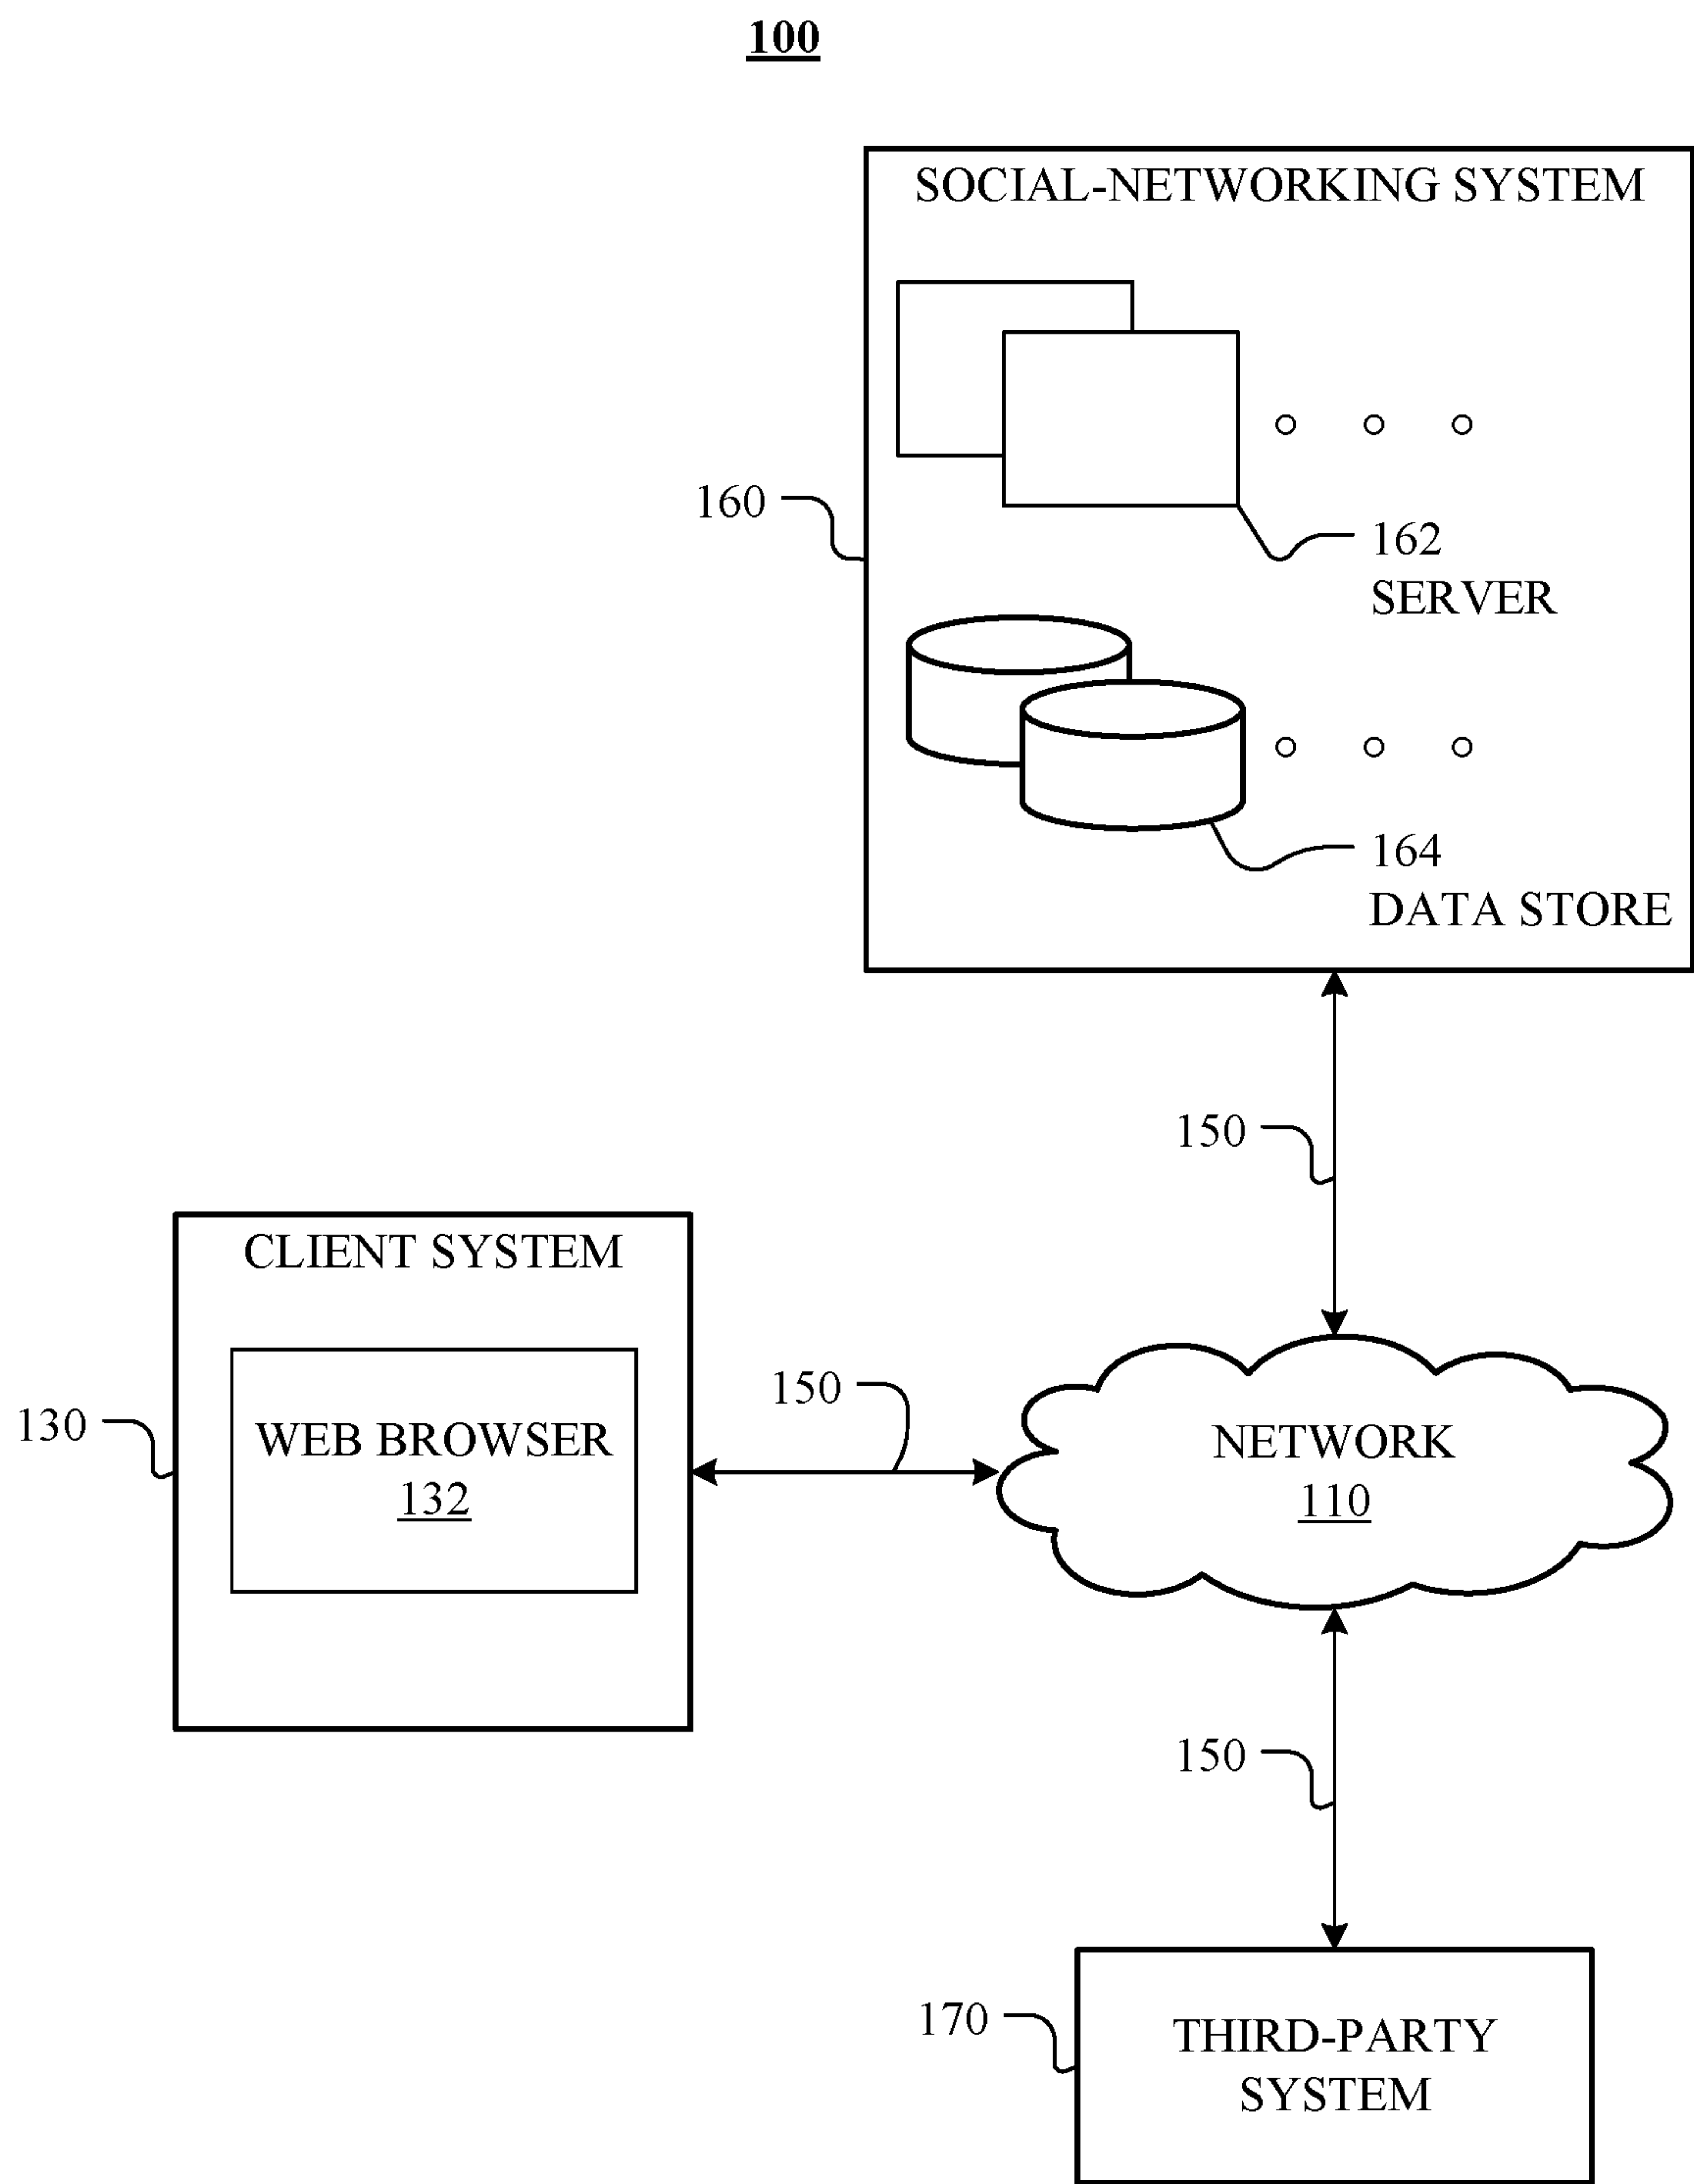 100
SOCIAL-NETWORKING SYSTEM
160
162
SERVER
164
DATA STORE
150
CLIENT SYSTEM
130
WEB BROWSER
132
150
NETWORK
110
150
170
THIRD-PARTY
SYSTEM